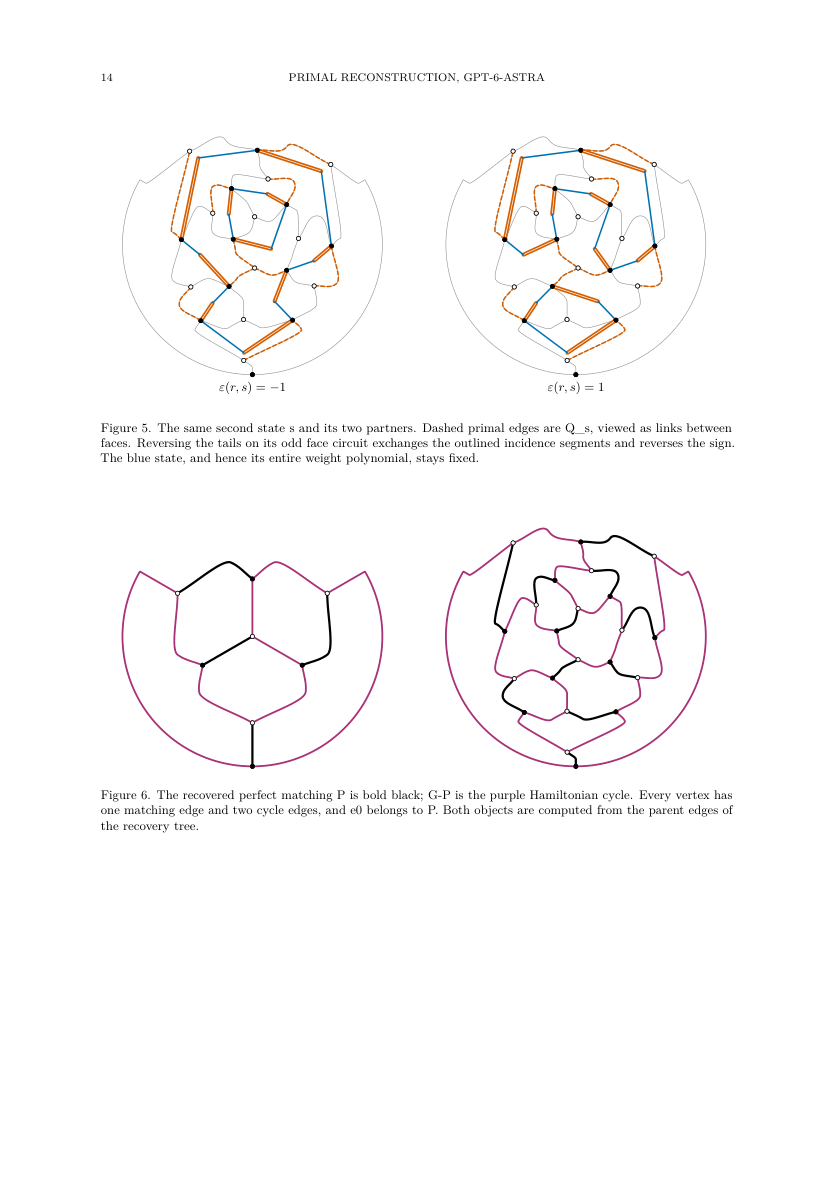 14 PRIMAL RECONSTRUCTION, GPT-6-ASTRA
ε(r, s) = −1 ε(r, s) = 1
Figure 5. The same second state s and its two partners. Dashed primal edges are Q_s, viewed as links between
faces. Reversing the tails on its odd face circuit exchanges the outlined incidence segments and reverses the sign.
The blue state, and hence its entire weight polynomial, stays fixed.
Figure 6. The recovered perfect matching P is bold black; G-P is the purple Hamiltonian cycle. Every vertex has
one matching edge and two cycle edges, and e0 belongs to P. Both objects are computed from the parent edges of
the recovery tree.